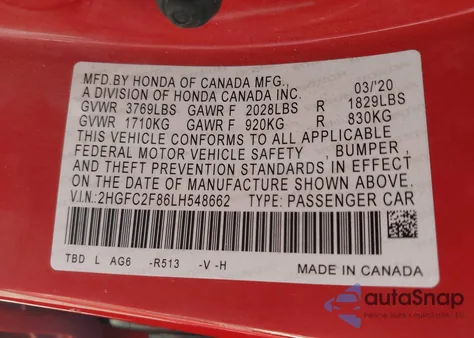 MFD.BY HONDA OF CANADA MFG.,
A DIVISION OF HONDA CANADA INC. 03/'20
GVWR 3769LBS GAWR F 2028LBS R 1829LBS
GVWR 1710KG GAWR F 920KG R 830KG
THIS VEHICLE CONFORMS TO ALL APPLICABLE
FEDERAL MOTOR VEHICLE SAFETY , BUMPER ,
AND THEFT PREVENTION STANDARDS IN EFFECT
ON THE DATE OF MANUFACTURE SHOWN ABOVE.
V.I.N.: 2HGFC2F86LH548662 TYPE: PASSENGER CAR
TBD L AG6 -R513 -V -H
MADE IN CANADA
autoSnap